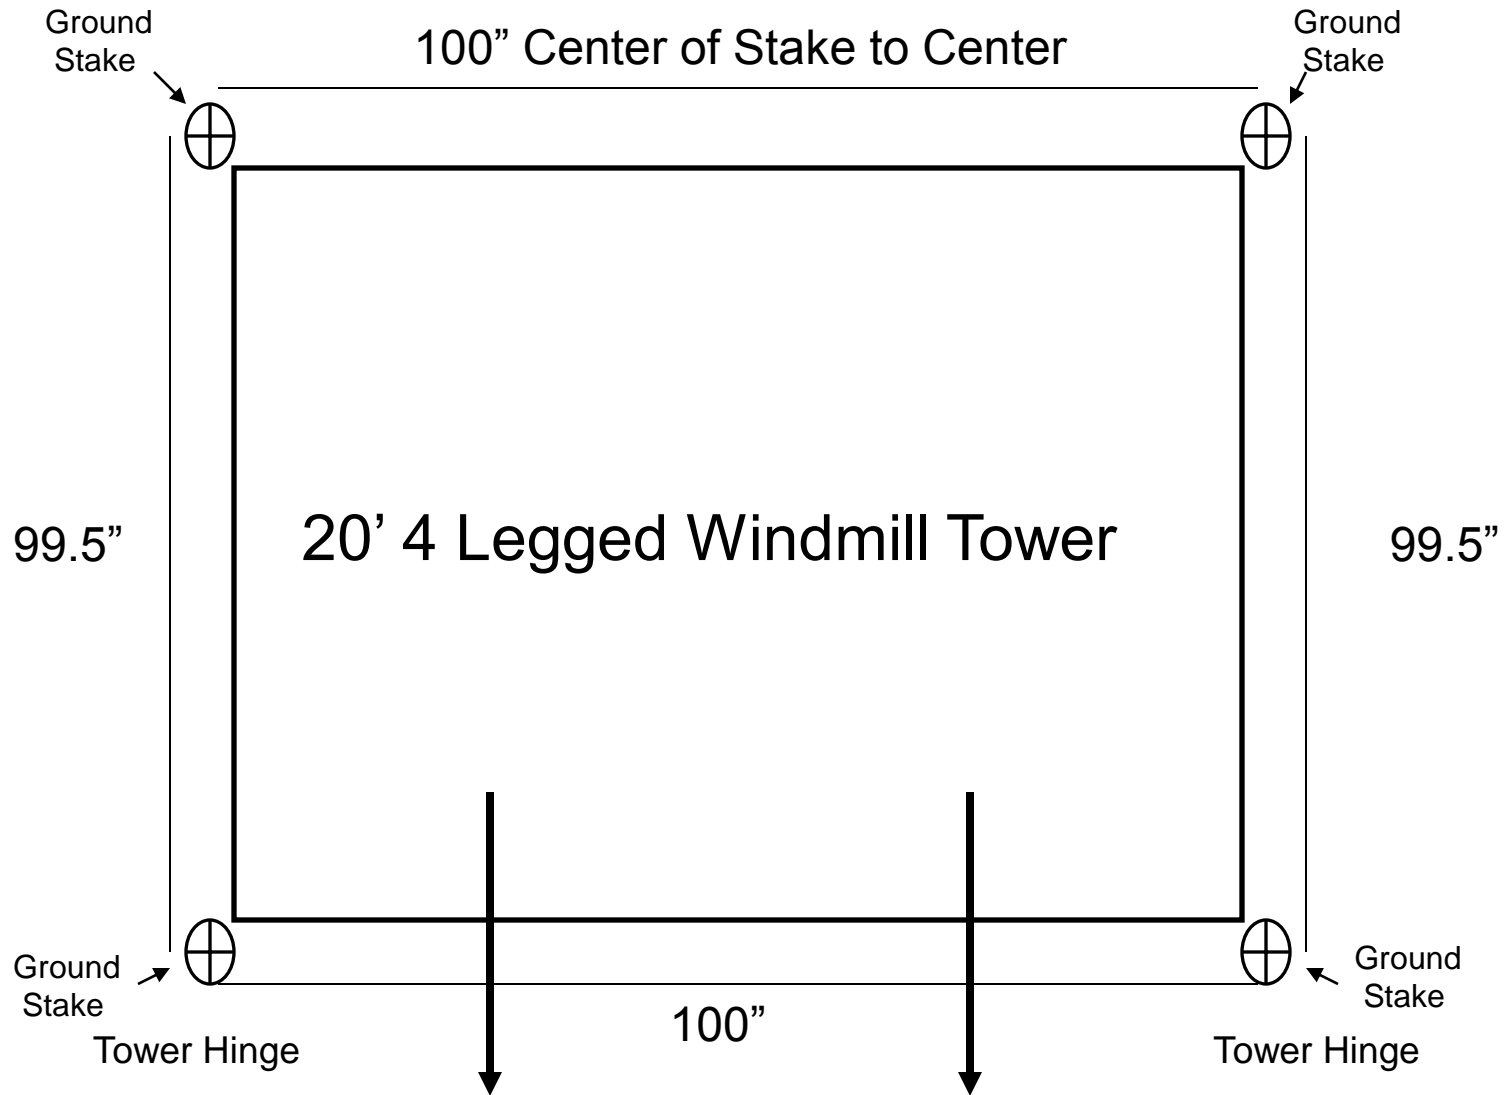 Ground
Stake
100” Center of Stake to Center
Ground
Stake
99.5”
20’ 4 Legged Windmill Tower
99.5”
Ground
Stake
Tower Hinge
100”
Ground
Stake
Tower Hinge